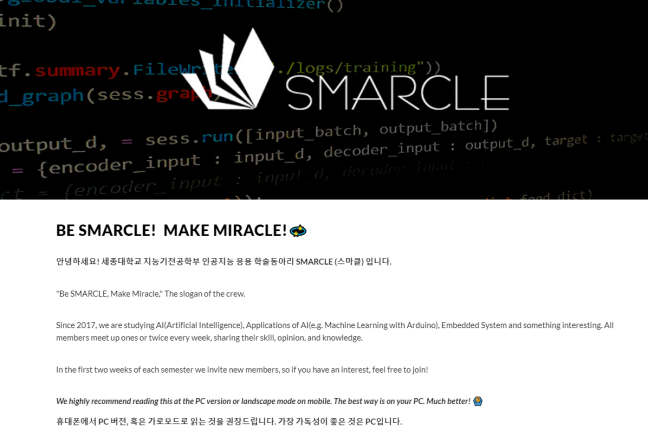 global_variables_initializer()
init)
tf.summary.FileWrite ./logs/training"))
d_graph(sess.graph
SMARCLE
output_d, = sess.run([input_batch, output_batch])
= {encoder_input : input_d, decoder_input : output_d, target : targe
= {encoder_input : input_d, decoder_input :
feed_dict)
BE SMARCLE! MAKE MIRACLE!
안녕하세요! 세종대학교 지능기전공학부 인공지능 응용 학술동아리 SMARCLE (스마클) 입니다.
"Be SMARCLE, Make Miracle," The slogan of the crew.
Since 2017, we are studying AI(Artificial Intelligence), Applications of AI(e.g. Machine Learning with Arduino), Embedded System and something interesting. All
members meet up ones or twice every week, sharing their skill, opinion, and knowledge.
In the first two weeks of each semester we invite new members, so if you have an interest, feel free to join!
We highly recommend reading this at the PC version or landscape mode on mobile. The best way is on your PC. Much better!
휴대폰에서 PC 버전, 혹은 가로모드로 읽는 것을 권장드립니다. 가장 가독성이 좋은 것은 PC입니다.